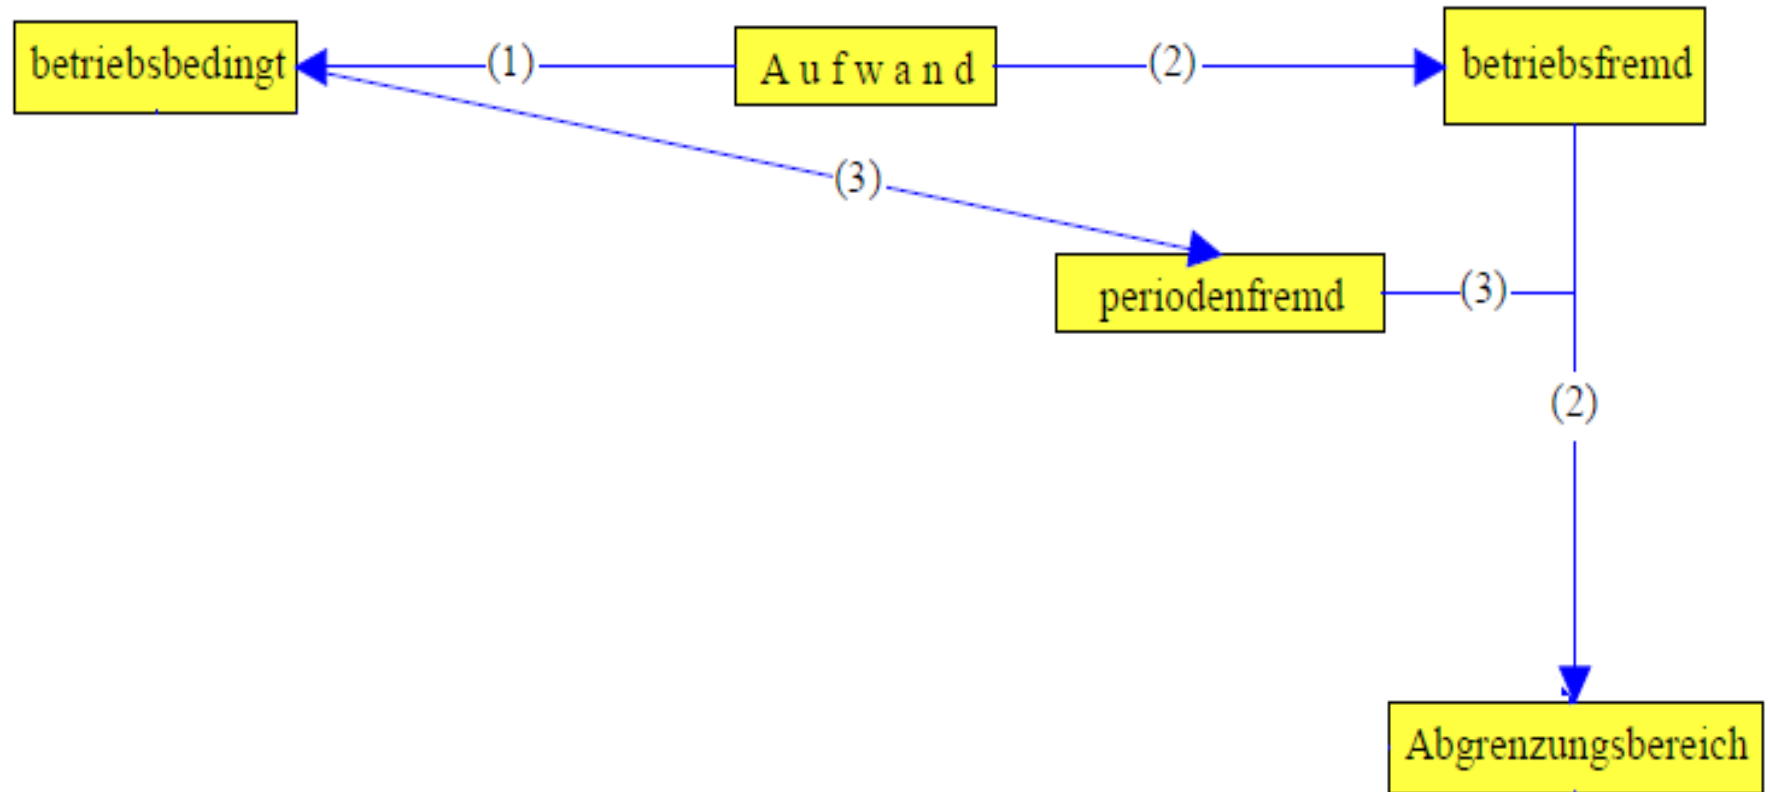 betriebsbedingt
(1)
A u f w a n d
(2)
betriebsfremd
(3)
periodenfremd
(3)
(2)
Abgrenzungsbereich